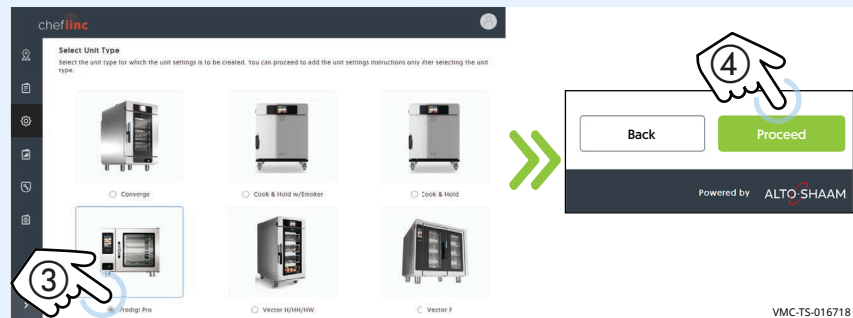 cheflinc
Select Unit Type
Select the unit type for which the unit settings is to be created. You can proceed to add the unit settings instructions only after selecting the unit
type.
Converge
Cook & Hold w/Smoker
Cook & Hold
Prodigi Pro
Vector H/HH/HW
Vector F
3
4
Back
Proceed
Powered by ALTO-SHAAM
VMC-TS-016718